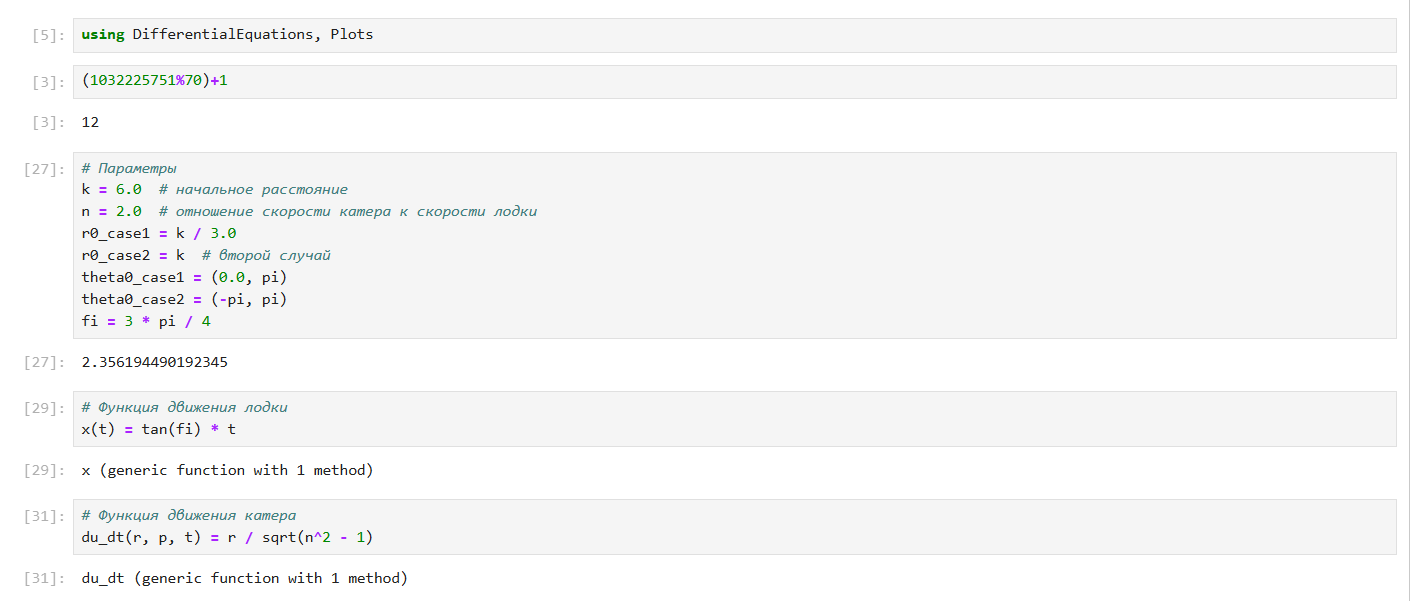 [5]: using DifferentialEquations, Plots
[3]: (1032225751%70)+1
[3]: 12
[27]: # Параметры
k = 6.0  # начальное расстояние
n = 2.0  # отношение скорости катера к скорости лодки
r0_case1 = k / 3.0
r0_case2 = k  # второй случай
theta0_case1 = (0.0, pi)
theta0_case2 = (-pi, pi)
fi = 3 * pi / 4
[27]: 2.356194490192345
[29]: # Функция движения лодки
x(t) = tan(fi) * t
[29]: x (generic function with 1 method)
[31]: # Функция движения катера
du_dt(r, p, t) = r / sqrt(n^2 - 1)
[31]: du_dt (generic function with 1 method)